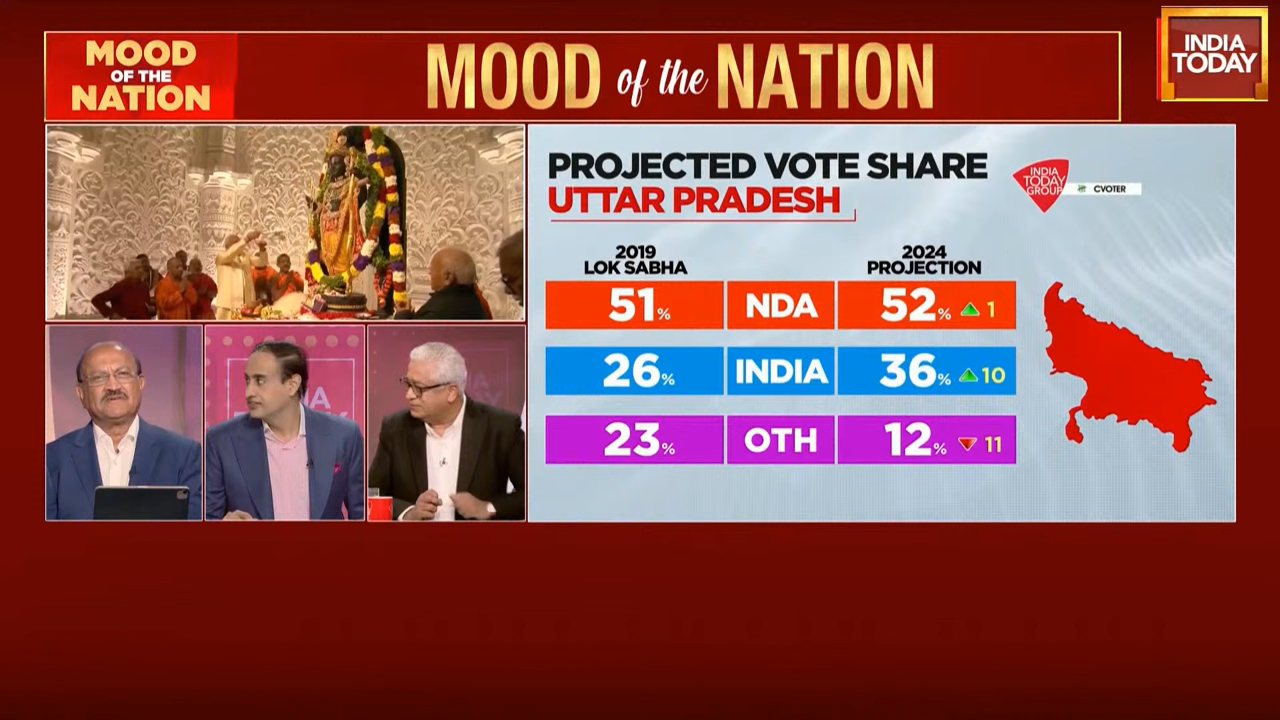 MOOD
OF THE
NATION
MOOD of the NATION
INDIA
TODAY
PROJECTED VOTE SHARE
UTTAR PRADESH
INDIA
TODAY
GROUP
CVOTER
2019
LOK SABHA
2024
PROJECTION
51% NDA 52% 1
26% INDIA 36% 10
23% OTH 12% 11